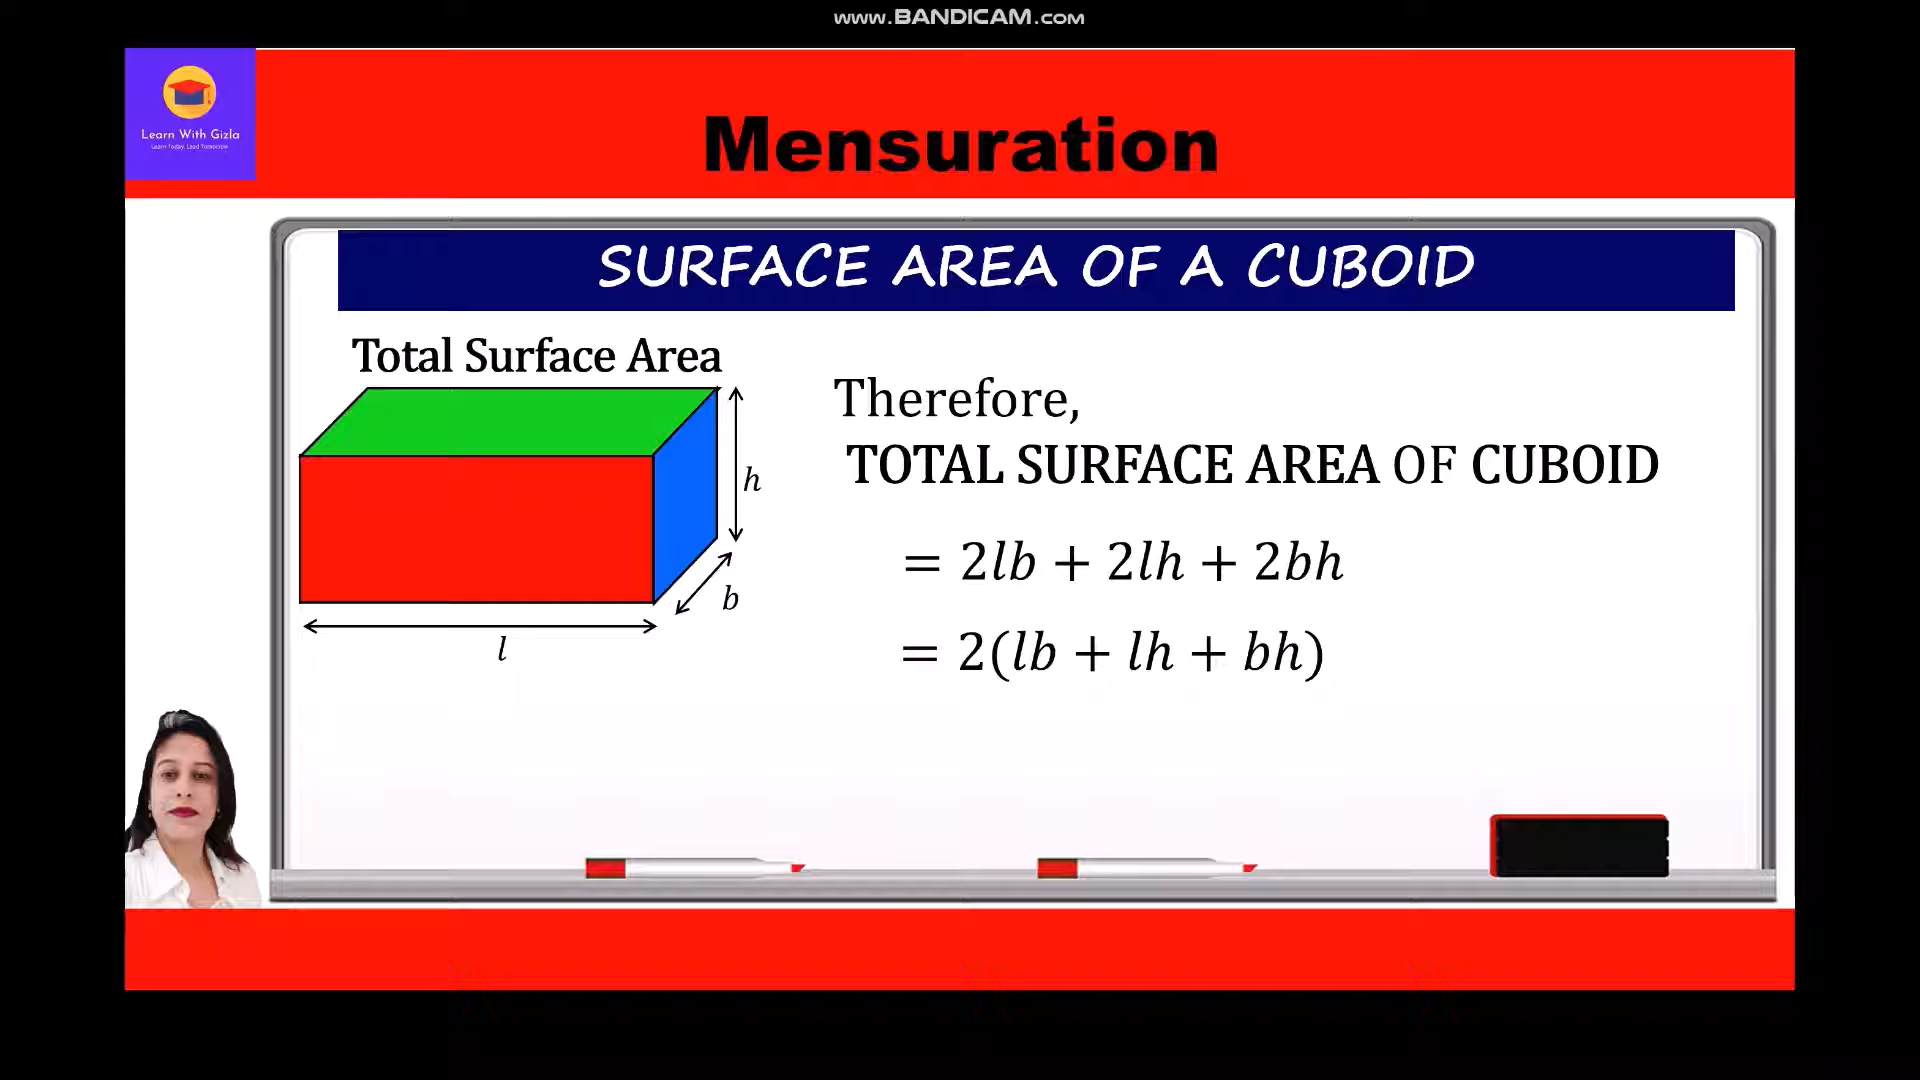 www.BANDICAM.com
Learn With Gizla
Learn Today, Lead Tomorrow
Mensuration
SURFACE AREA OF A CUBOID
Total Surface Area
h
b
l
Therefore,
TOTAL SURFACE AREA OF CUBOID
= 2lb + 2lh + 2bh
= 2(lb + lh + bh)